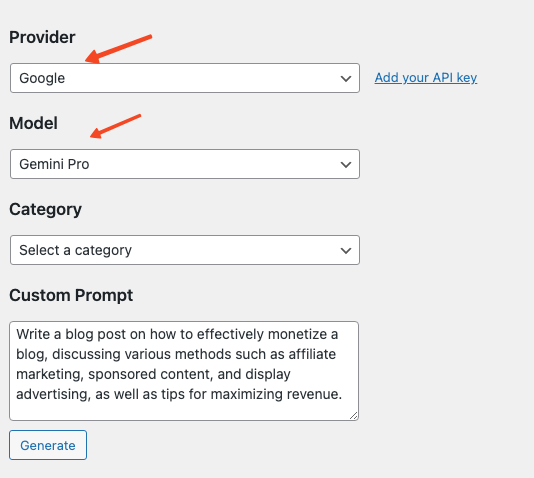 Provider
Google
Add your API key
Model
Gemini Pro
Category
Select a category
Custom Prompt
Write a blog post on how to effectively monetize a
blog, discussing various methods such as affiliate
marketing, sponsored content, and display
advertising, as well as tips for maximizing revenue.
Generate